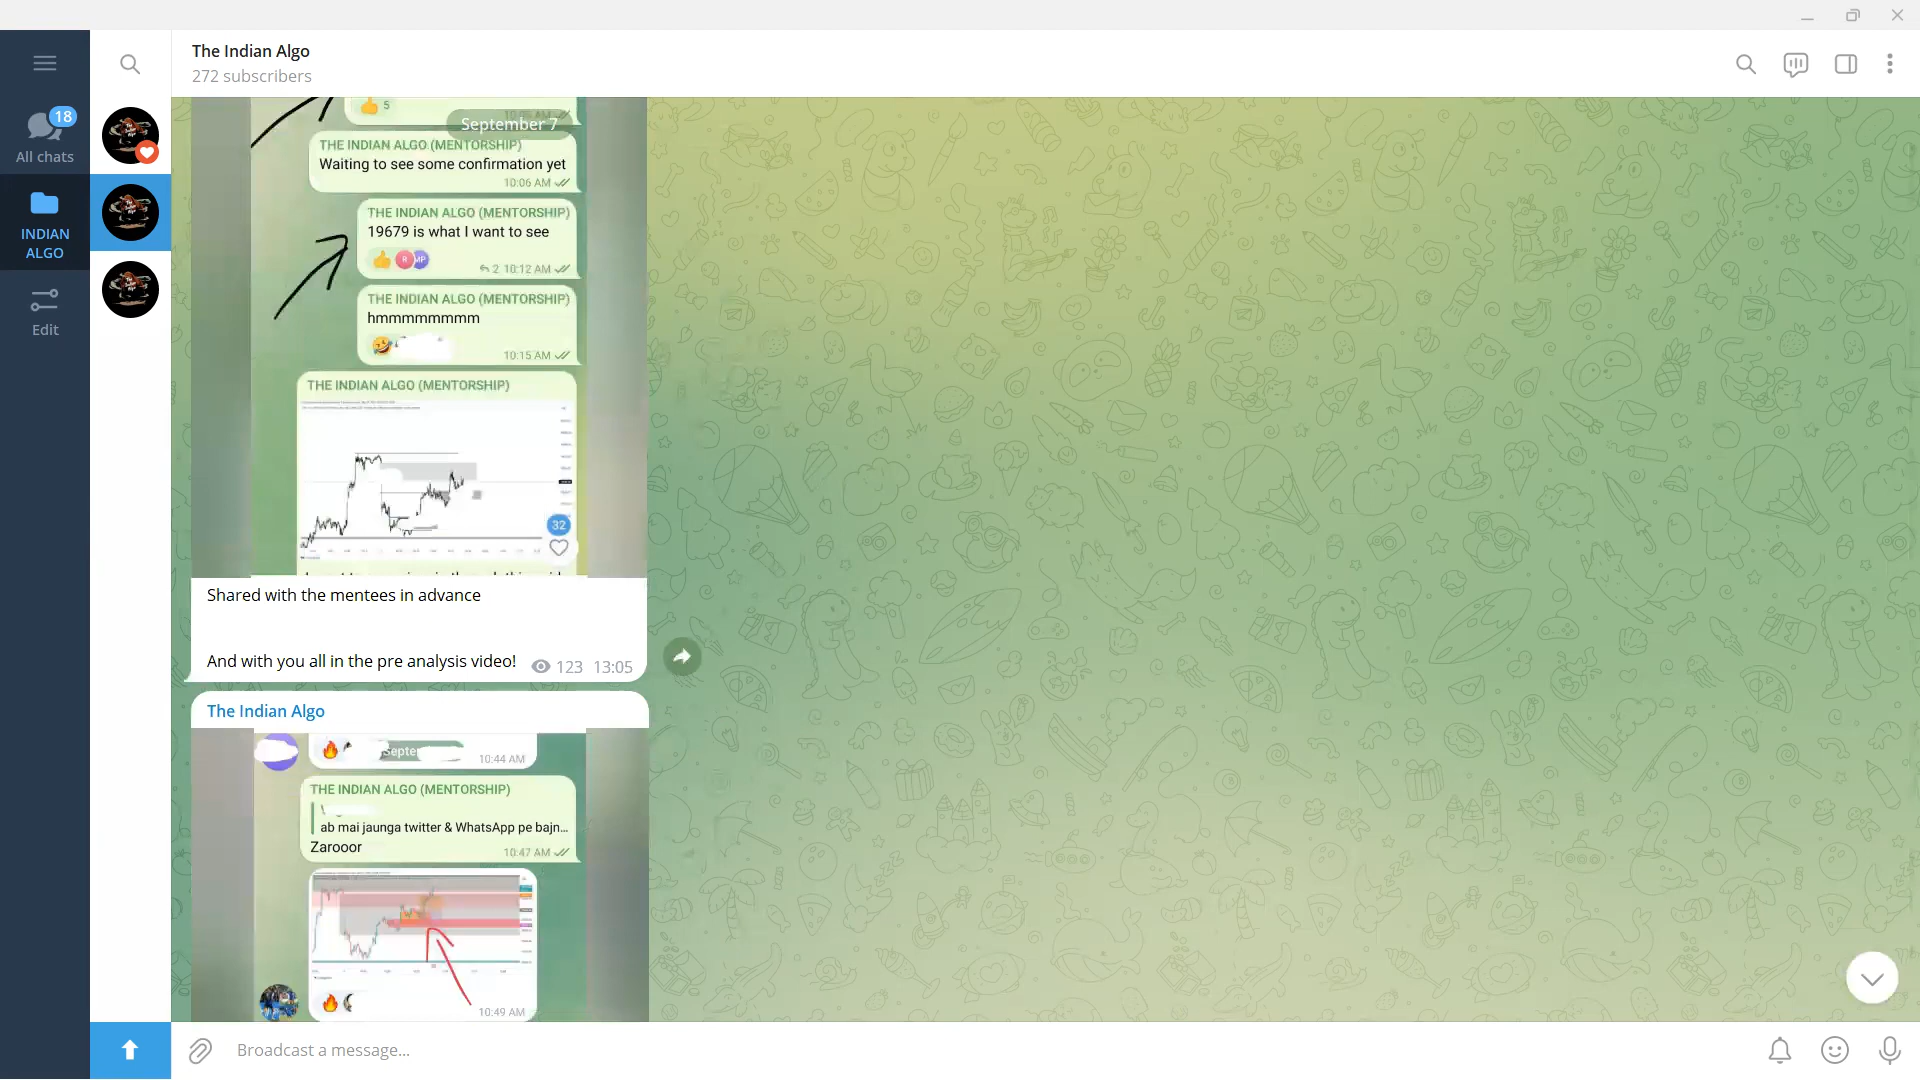 The Indian Algo
272 subscribers
18
All chats
INDIAN
ALGO
Edit
5
September 7
THE INDIAN ALGO (MENTORSHIP)
Waiting to see some confirmation yet
10:06 AM
THE INDIAN ALGO (MENTORSHIP)
19679 is what I want to see
R
MP
2 10:12 AM
THE INDIAN ALGO (MENTORSHIP)
hmmmmmmmm
10:15 AM
THE INDIAN ALGO (MENTORSHIP)
32
Shared with the mentees in advance
And with you all in the pre analysis video!
123 13:05
The Indian Algo
Septe
10:44 AM
THE INDIAN ALGO (MENTORSHIP)
ab mai jaunga twitter & WhatsApp pe bajn...
Zarooor
10:47 AM
10:49 AM
Broadcast a message...